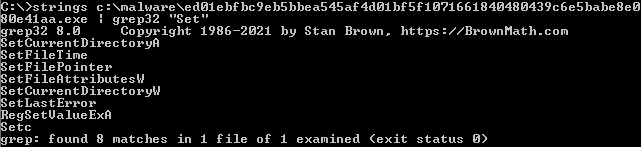 C:\>strings c:\malware\ed01ebfbc9eb5bbea545af4d01bf5f1071661840480439c6e5babe8e0
80e41aa.exe | grep32 "Set"
grep32 8.0      Copyright 1986-2021 by Stan Brown, https://BrownMath.com
SetCurrentDirectoryA
SetFileTime
SetFilePointer
SetFileAttributesW
SetCurrentDirectoryW
SetLastError
RegSetValueExA
Setc
grep: found 8 matches in 1 file of 1 examined (exit status 0)